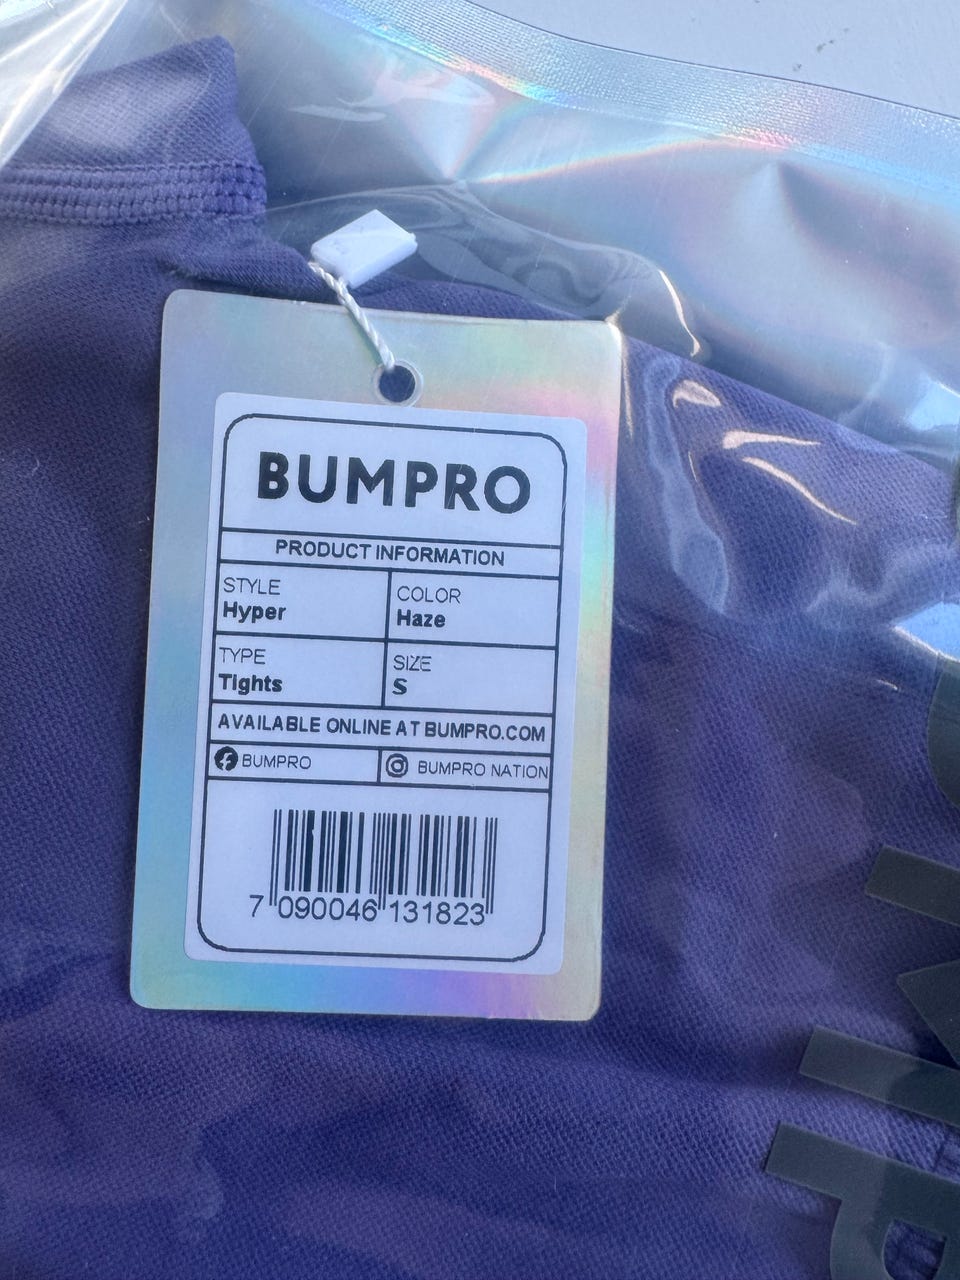 BUMPRO
PRODUCT INFORMATION
STYLE
Hyper
COLOR
Haze
TYPE
Tights
SIZE
S
AVAILABLE ONLINE AT BUMPRO.COM
BUMPRO
BUMPRO NATION
7 090046 131823